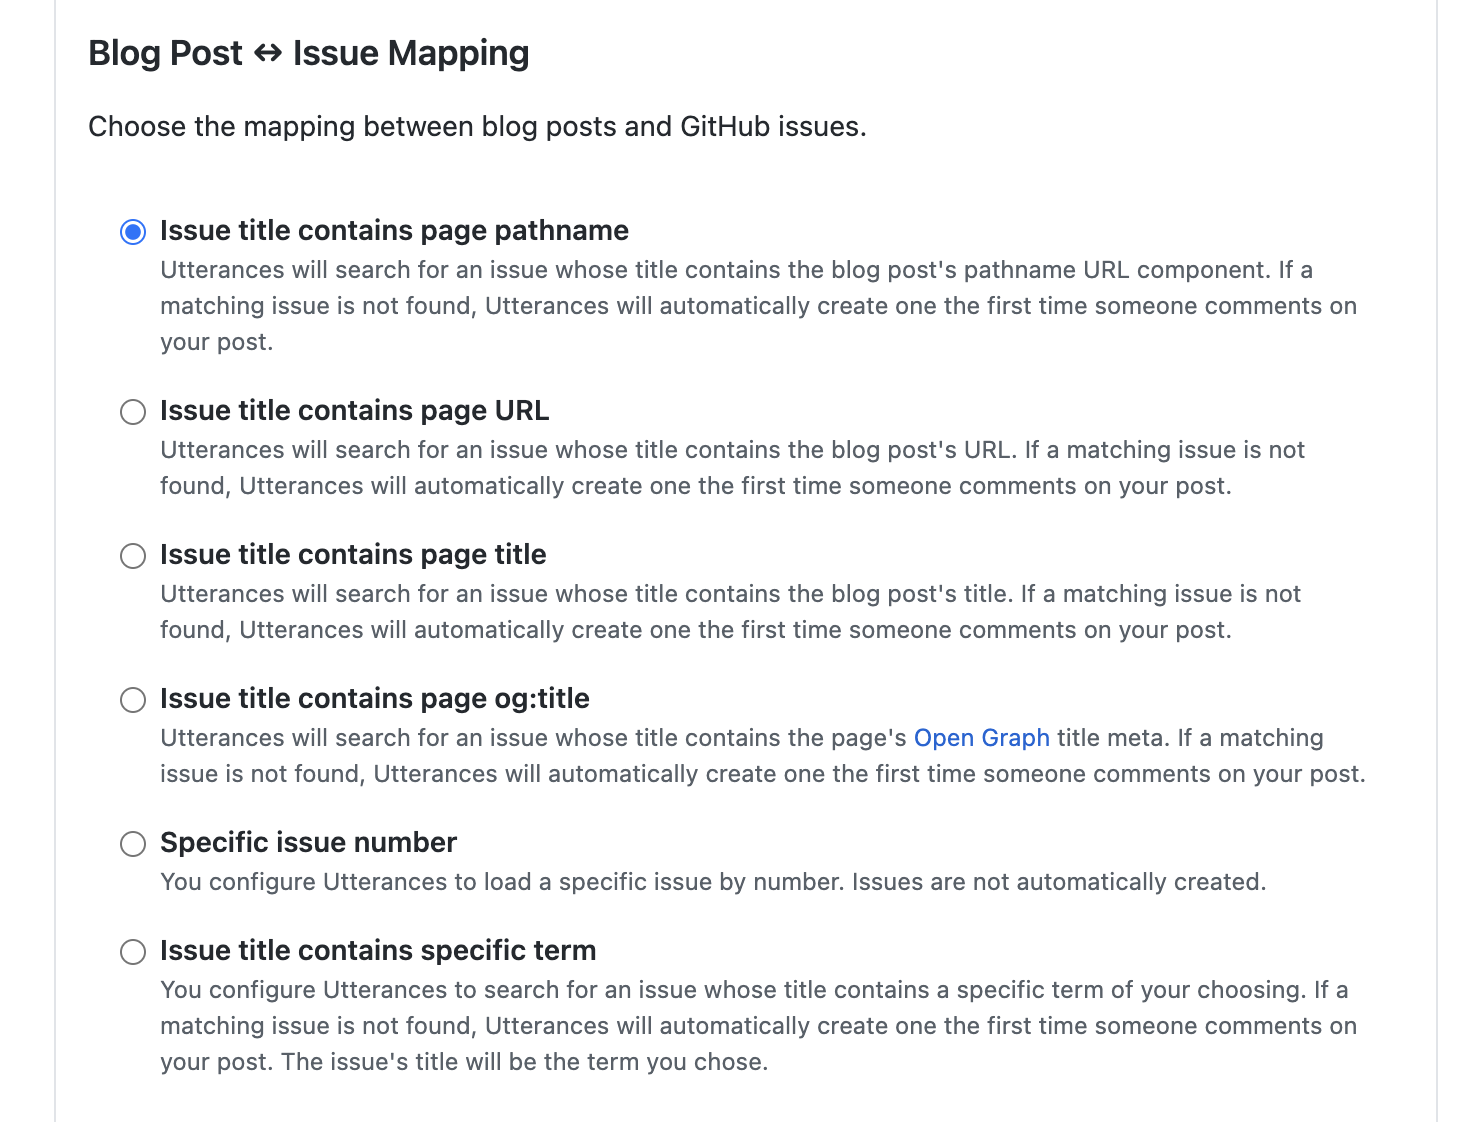 Blog Post ↔ Issue Mapping
Choose the mapping between blog posts and GitHub issues.
Issue title contains page pathname
Utterances will search for an issue whose title contains the blog post's pathname URL component. If a
matching issue is not found, Utterances will automatically create one the first time someone comments on
your post.
Issue title contains page URL
Utterances will search for an issue whose title contains the blog post's URL. If a matching issue is not
found, Utterances will automatically create one the first time someone comments on your post.
Issue title contains page title
Utterances will search for an issue whose title contains the blog post's title. If a matching issue is not
found, Utterances will automatically create one the first time someone comments on your post.
Issue title contains page og:title
Utterances will search for an issue whose title contains the page's Open Graph title meta. If a matching
issue is not found, Utterances will automatically create one the first time someone comments on your post.
Specific issue number
You configure Utterances to load a specific issue by number. Issues are not automatically created.
Issue title contains specific term
You configure Utterances to search for an issue whose title contains a specific term of your choosing. If a
matching issue is not found, Utterances will automatically create one the first time someone comments on
your post. The issue's title will be the term you chose.